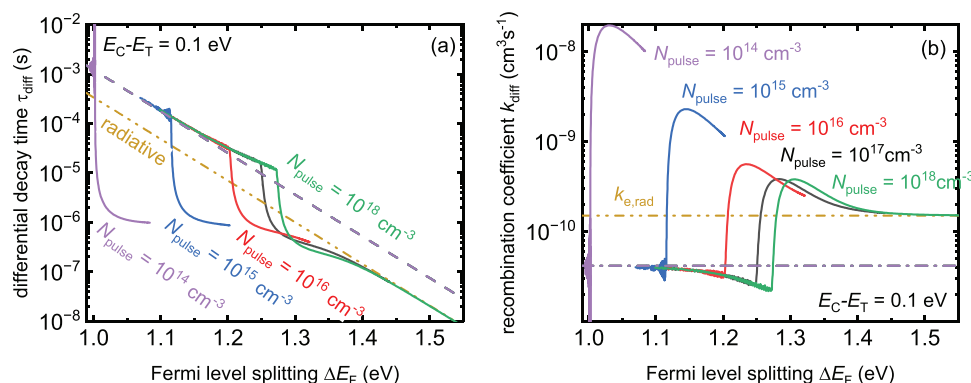 E_C-E_T = 0.1 eV
(a)
differential decay time τ_diff (s)
10^-2
10^-3
10^-4
10^-5
10^-6
10^-7
10^-8
radiative
N_pulse = 10^18 cm^-3
N_pulse = 10^14 cm^-3
N_pulse = 10^15 cm^-3
N_pulse = 10^16 cm^-3
1.0 1.1 1.2 1.3 1.4 1.5
Fermi level splitting ΔE_F (eV)
(b)
recombination coefficient k_diff (cm^3s^-1)
10^-8
10^-9
10^-10
N_pulse = 10^14 cm^-3
N_pulse = 10^15 cm^-3
N_pulse = 10^16 cm^-3
N_pulse = 10^17cm^-3
N_pulse = 10^18cm^-3
k_e,rad
E_C-E_T = 0.1 eV
1.0 1.1 1.2 1.3 1.4 1.5
Fermi level splitting ΔE_F (eV)